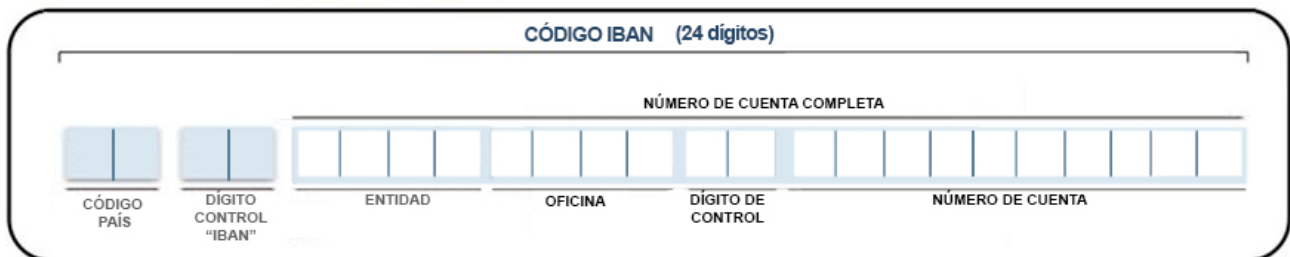 CÓDIGO IBAN (24 dígitos)
NÚMERO DE CUENTA COMPLETA
CÓDIGO
PAÍS
DÍGITO
CONTROL
“IBAN”
ENTIDAD
OFICINA
DÍGITO DE
CONTROL
NÚMERO DE CUENTA